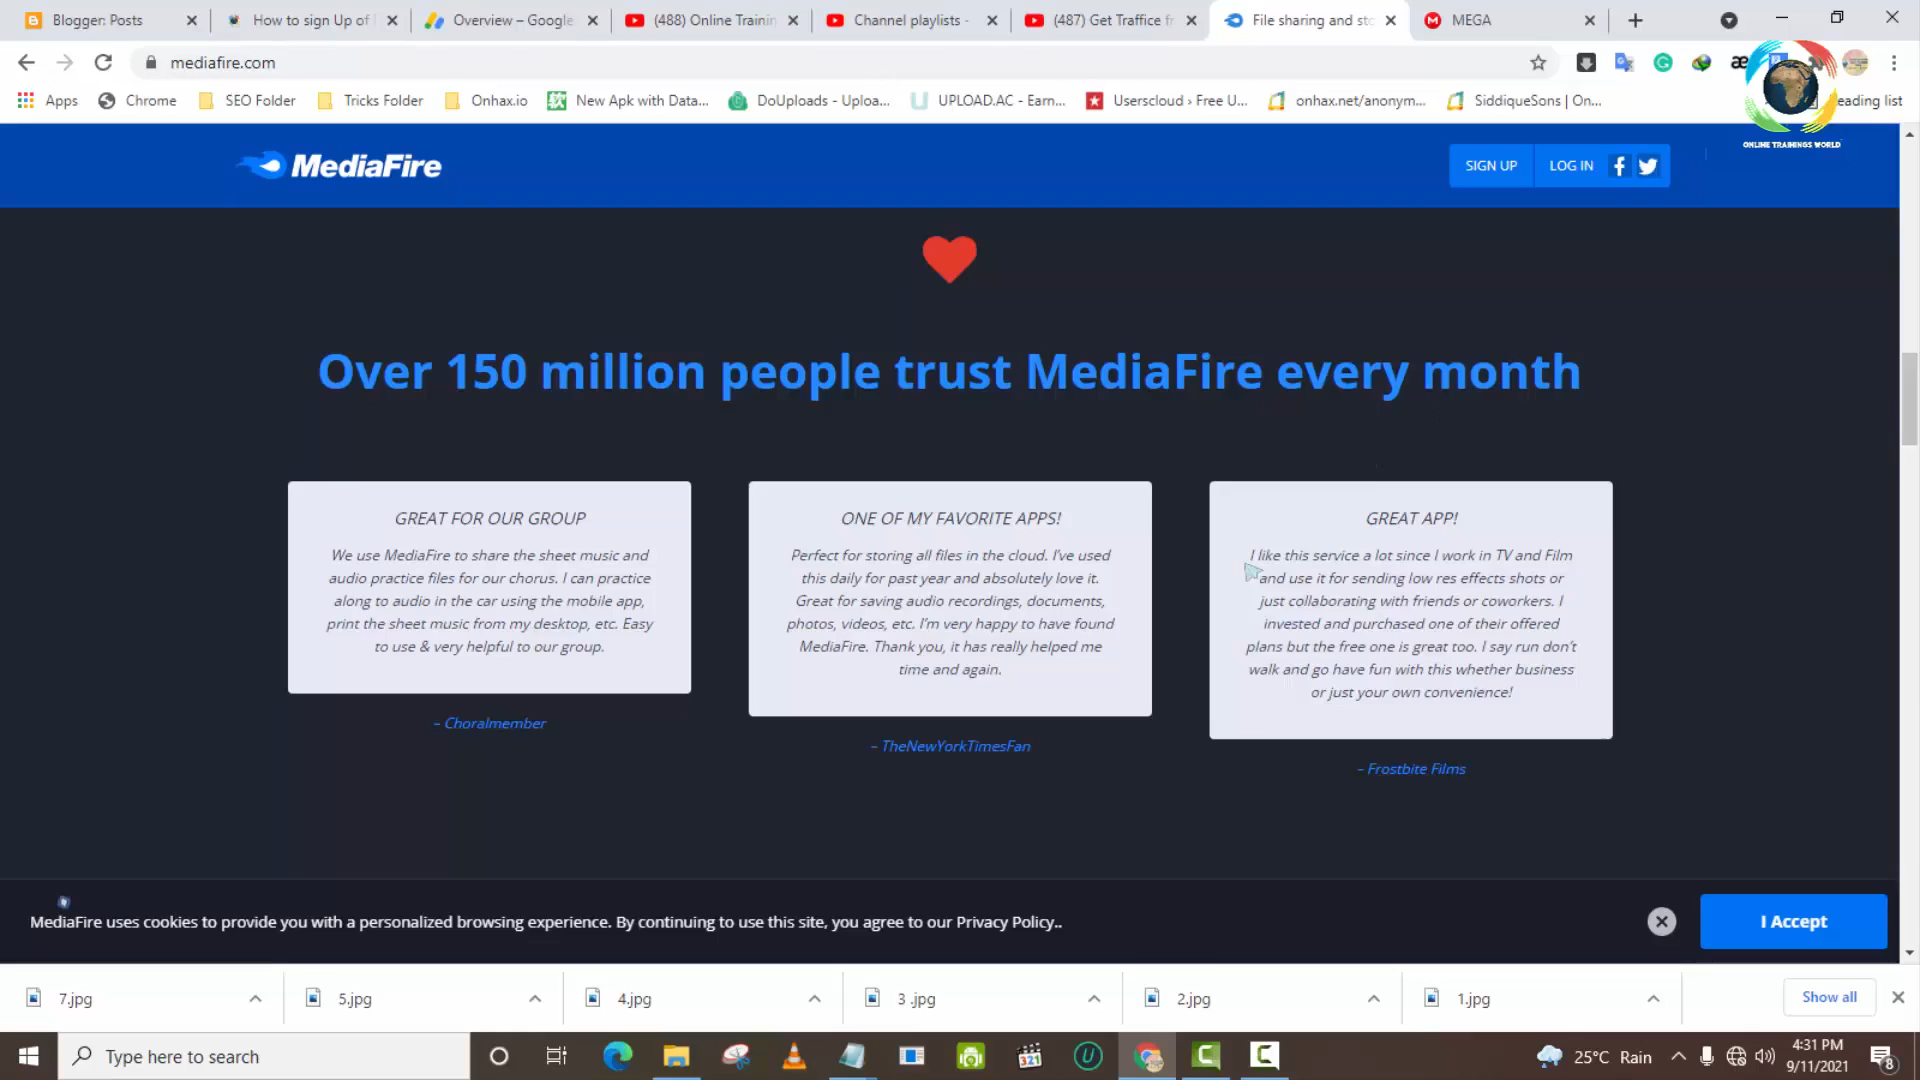 Blogger: Posts
How to sign Up of
Overview – Google
(488) Online Trainin
Channel playlists -
(487) Get Traffice fr
File sharing and sto
MEGA
mediafire.com
Apps
Chrome
SEO Folder
Tricks Folder
Onhax.io
New Apk with Data...
DoUploads - Uploa...
UPLOAD.AC - Earn...
Userscloud › Free U...
onhax.net/anonym...
SiddiqueSons | On...
eading list
ONLINE TRAININGS WORLD
MediaFire
SIGN UP
LOG IN
Over 150 million people trust MediaFire every month
GREAT FOR OUR GROUP
We use MediaFire to share the sheet music and
audio practice files for our chorus. I can practice
along to audio in the car using the mobile app,
print the sheet music from my desktop, etc. Easy
to use & very helpful to our group.
– Choralmember
ONE OF MY FAVORITE APPS!
Perfect for storing all files in the cloud. I've used
this daily for past year and absolutely love it.
Great for saving audio recordings, documents,
photos, videos, etc. I'm very happy to have found
MediaFire. Thank you, it has really helped me
time and again.
– TheNewYorkTimesFan
GREAT APP!
I like this service a lot since I work in TV and Film
and use it for sending low res effects shots or
just collaborating with friends or coworkers. I
invested and purchased one of their offered
plans but the free one is great too. I say run don't
walk and go have fun with this whether business
or just your own convenience!
– Frostbite Films
MediaFire uses cookies to provide you with a personalized browsing experience. By continuing to use this site, you agree to our Privacy Policy..
I Accept
7.jpg
5.jpg
4.jpg
3 .jpg
2.jpg
1.jpg
Show all
Type here to search
321
25°C Rain
4:31 PM
9/11/2021
8